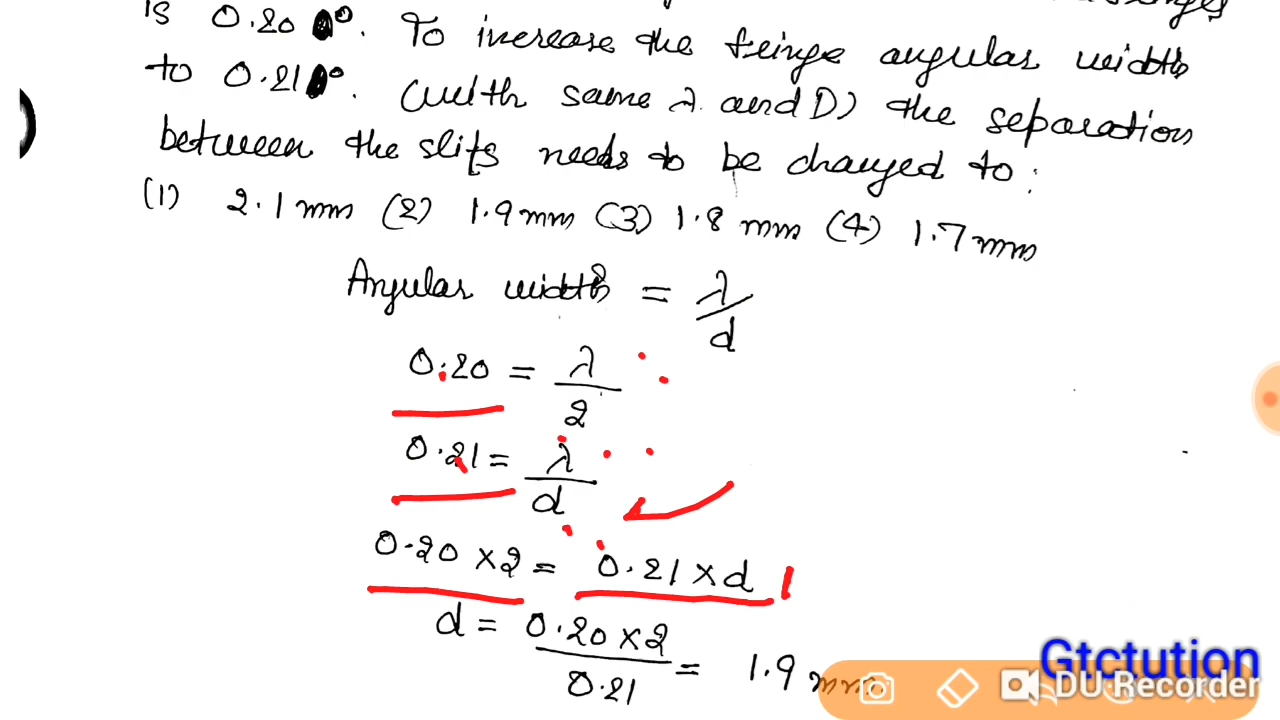 is 0.20°. To increase the fringe angular width
to 0.21°. (with same λ and D) the separation
between the slits needs to be changed to:
(1) 2.1 mm (2) 1.9 mm (3) 1.8 mm (4) 1.7 mm
Angular width = λ/d
0.20 = λ/2
0.21 = λ/d
0.20 × 2 = 0.21 × d
d = 0.20 × 2 / 0.21 = 1.9 mm
Gtctution
DU Recorder